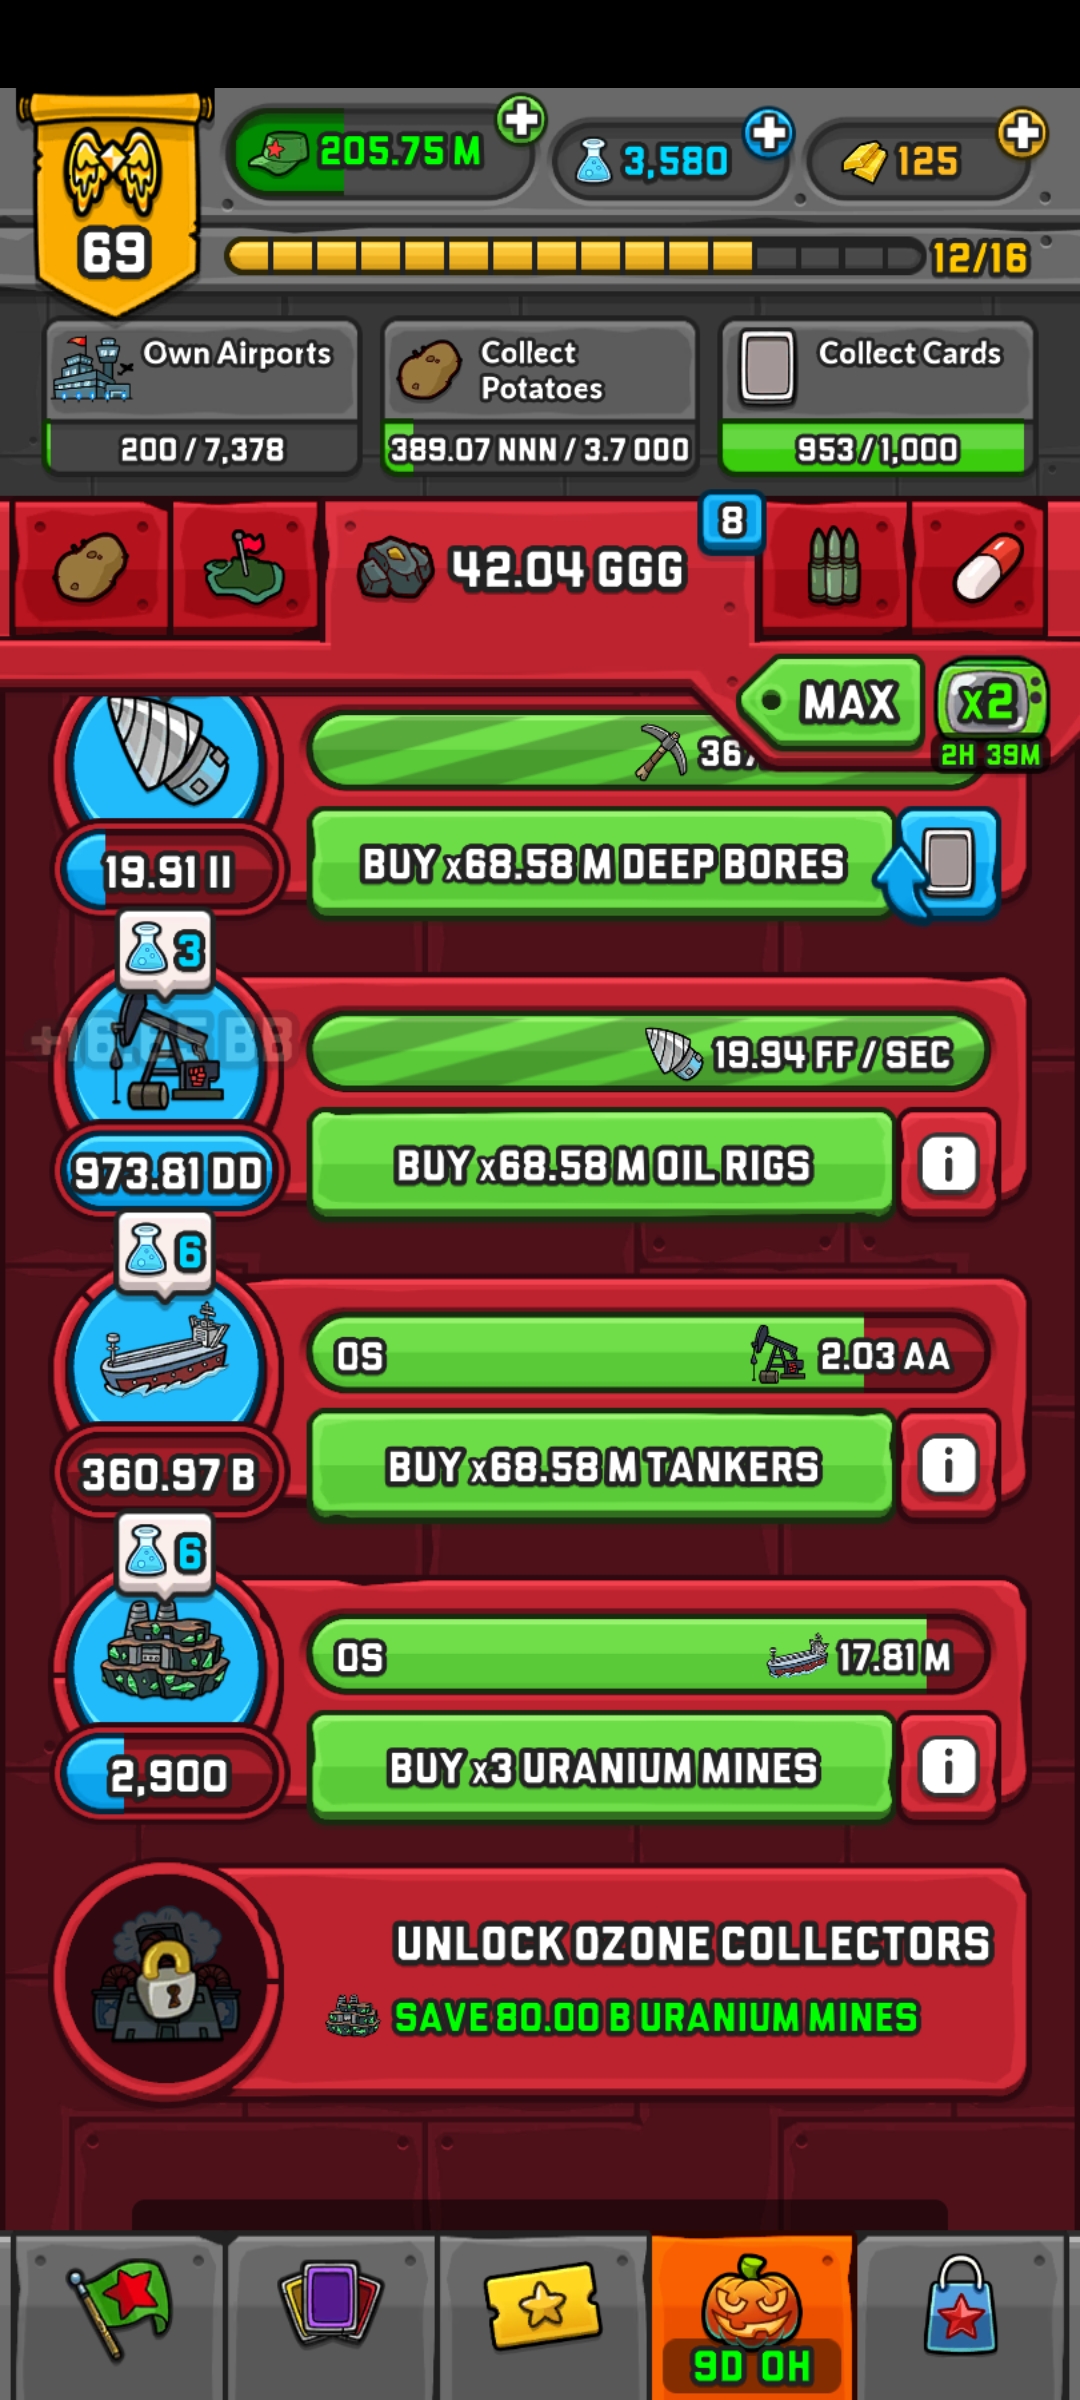 205.75 M
3,580
125
69
12/16
Own Airports
Collect
Potatoes
Collect Cards
200 / 7,378
389.07 NNN / 3.7 OOO
953 / 1,000
8
42.04 GGG
MAX
x2
2H 39M
367
19.91 II
BUY x68.58 M DEEP BORES
3
+16.65 BB
19.94 FF / SEC
973.81 DD
BUY x68.58 M OIL RIGS
6
0S
2.03 AA
360.97 B
BUY x68.58 M TANKERS
6
0S
17.81 M
2,900
BUY x3 URANIUM MINES
UNLOCK OZONE COLLECTORS
SAVE 80.00 B URANIUM MINES
9D 0H